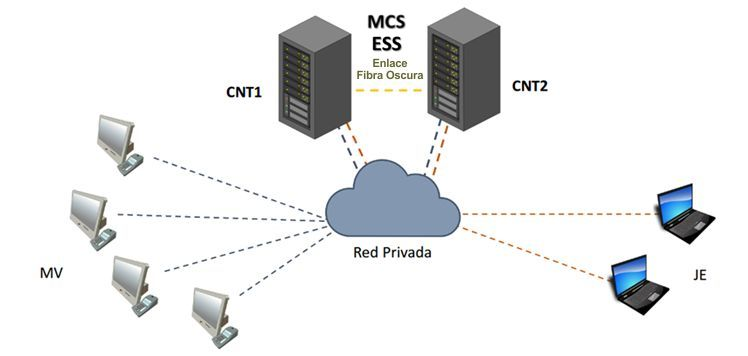 MCS
ESS
Enlace
Fibra Oscura
CNT1
CNT2
Red Privada
MV
JE